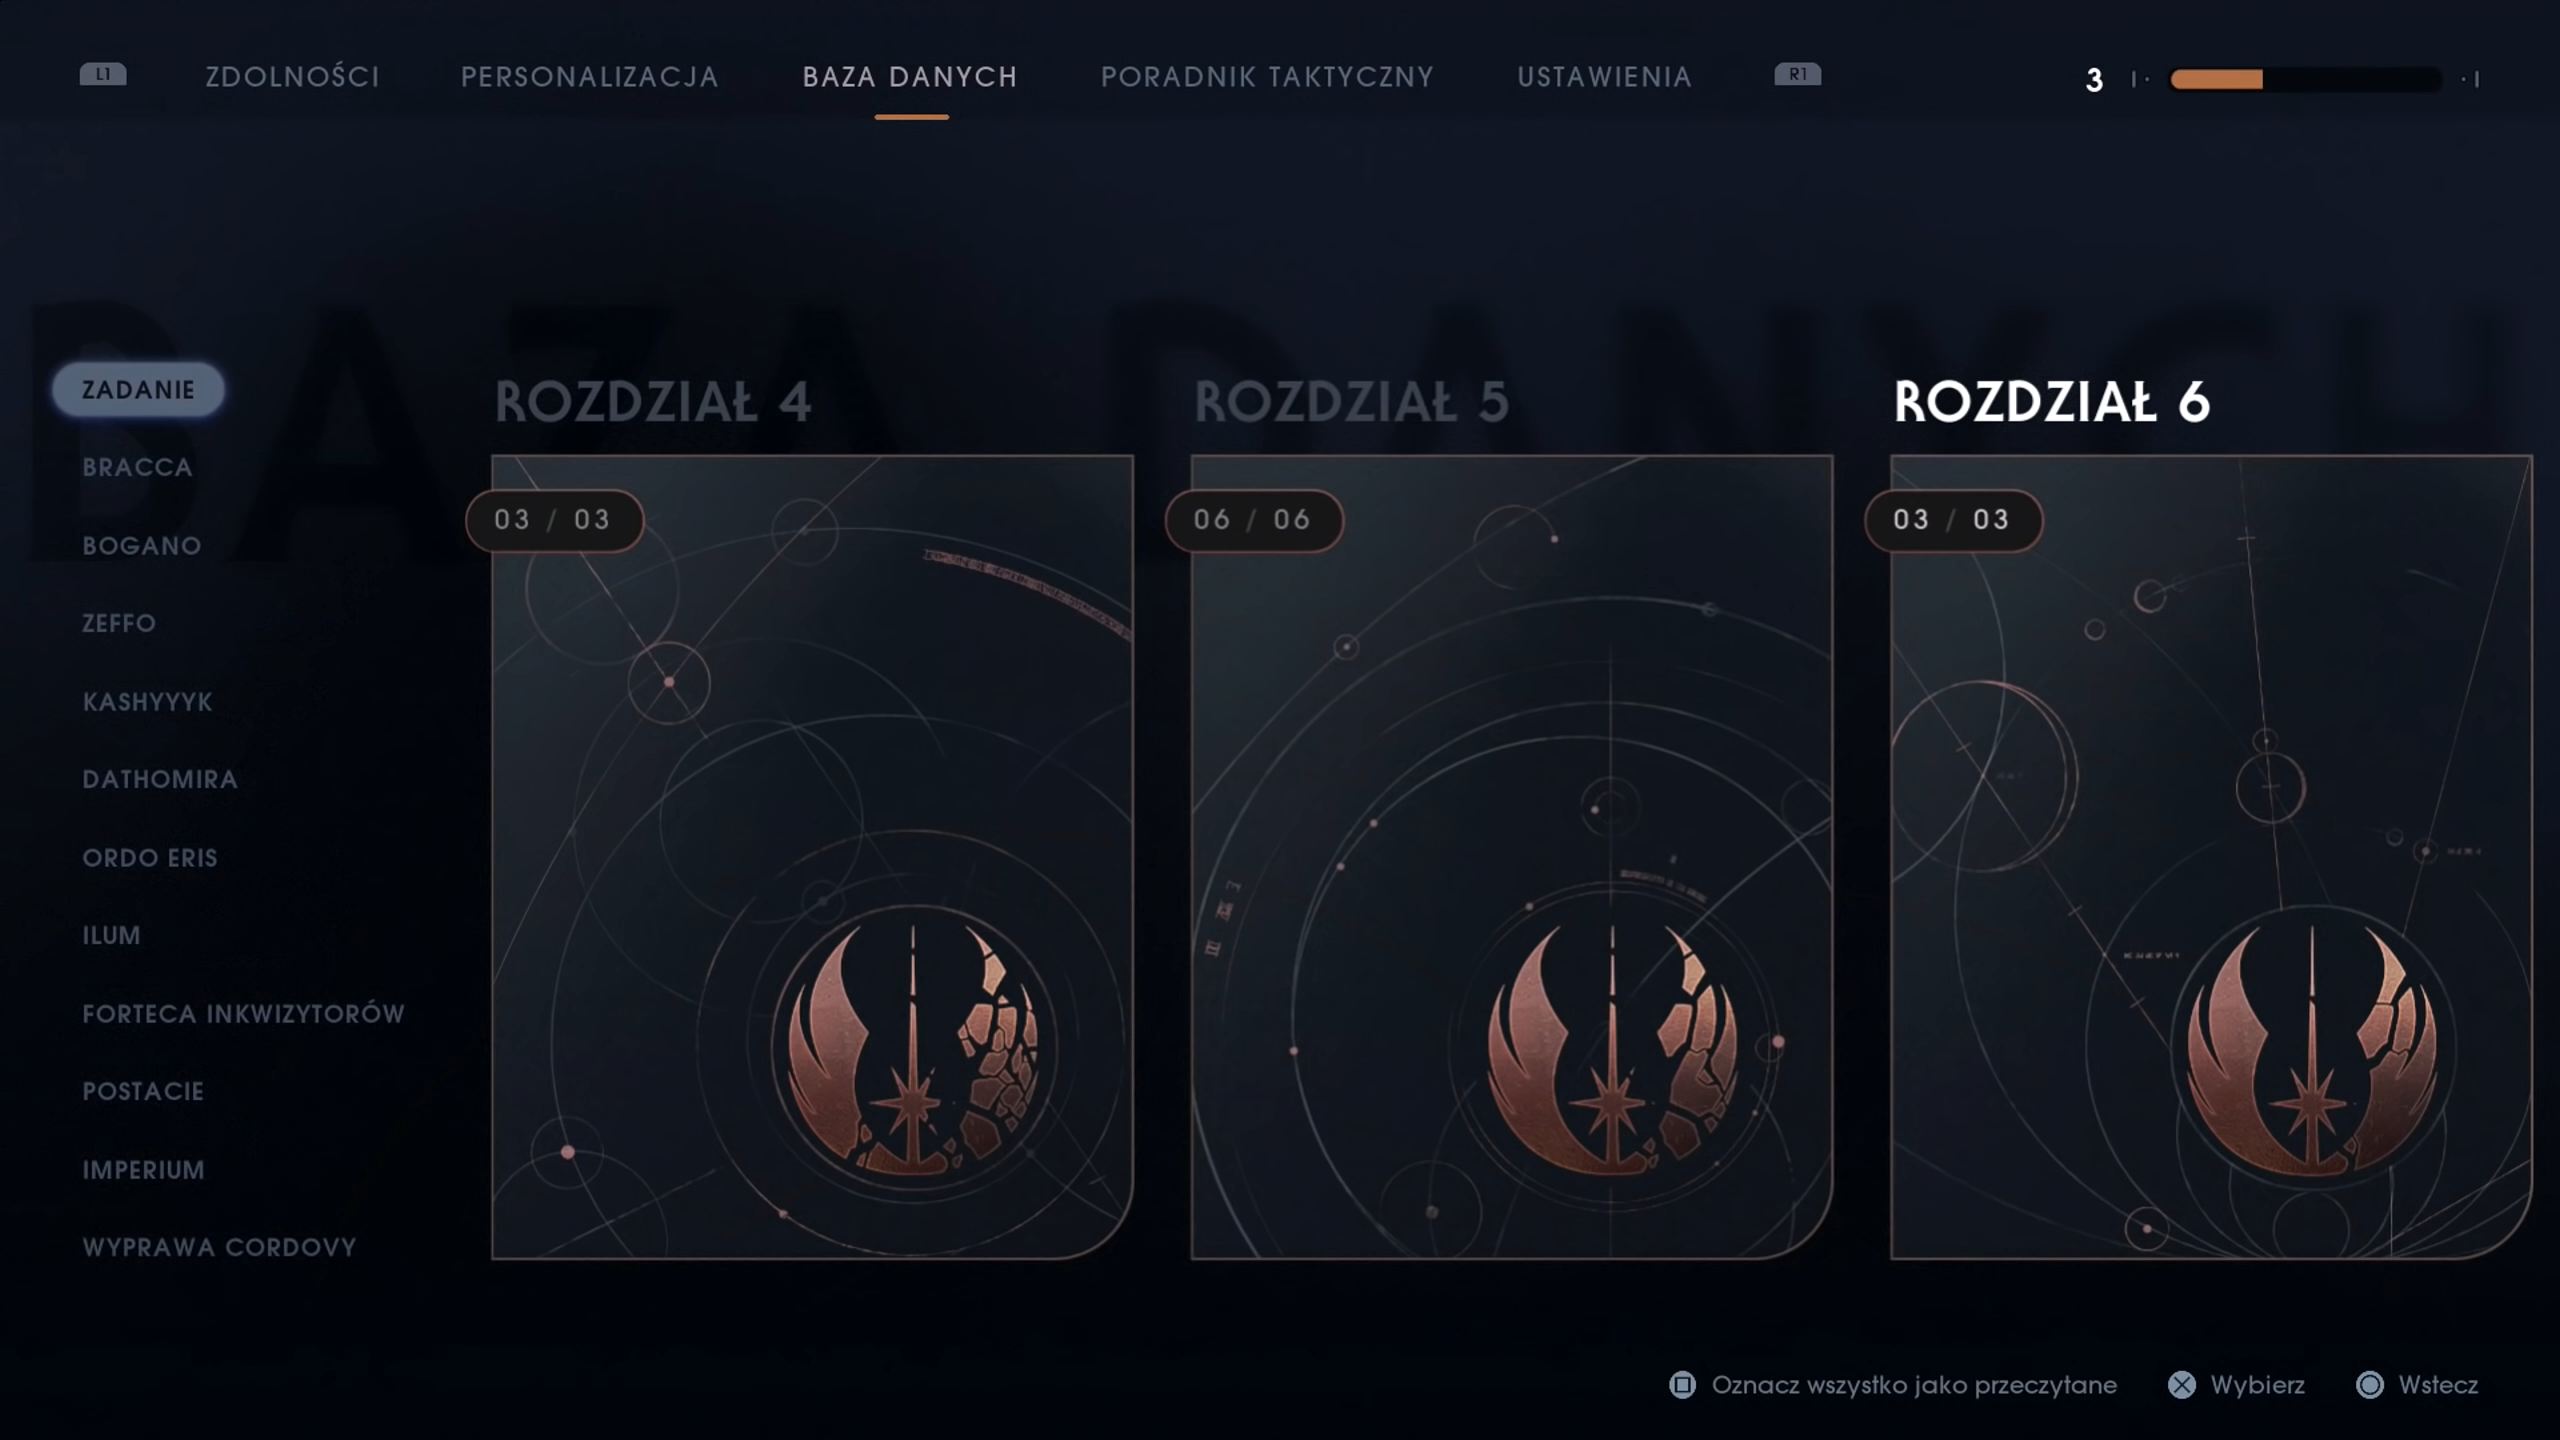 L1 ZDOLNOŚCI PERSONALIZACJA BAZA DANYCH PORADNIK TAKTYCZNY USTAWIENIA R1 3
BAZA DANYCH
ZADANIE
BRACCA
BOGANO
ZEFFO
KASHYYYK
DATHOMIRA
ORDO ERIS
ILUM
FORTECA INKWIZYTORÓW
POSTACIE
IMPERIUM
WYPRAWA CORDOVY
ROZDZIAŁ 4
03 / 03
ROZDZIAŁ 5
06 / 06
ROZDZIAŁ 6
03 / 03
Oznacz wszystko jako przeczytane Wybierz Wstecz